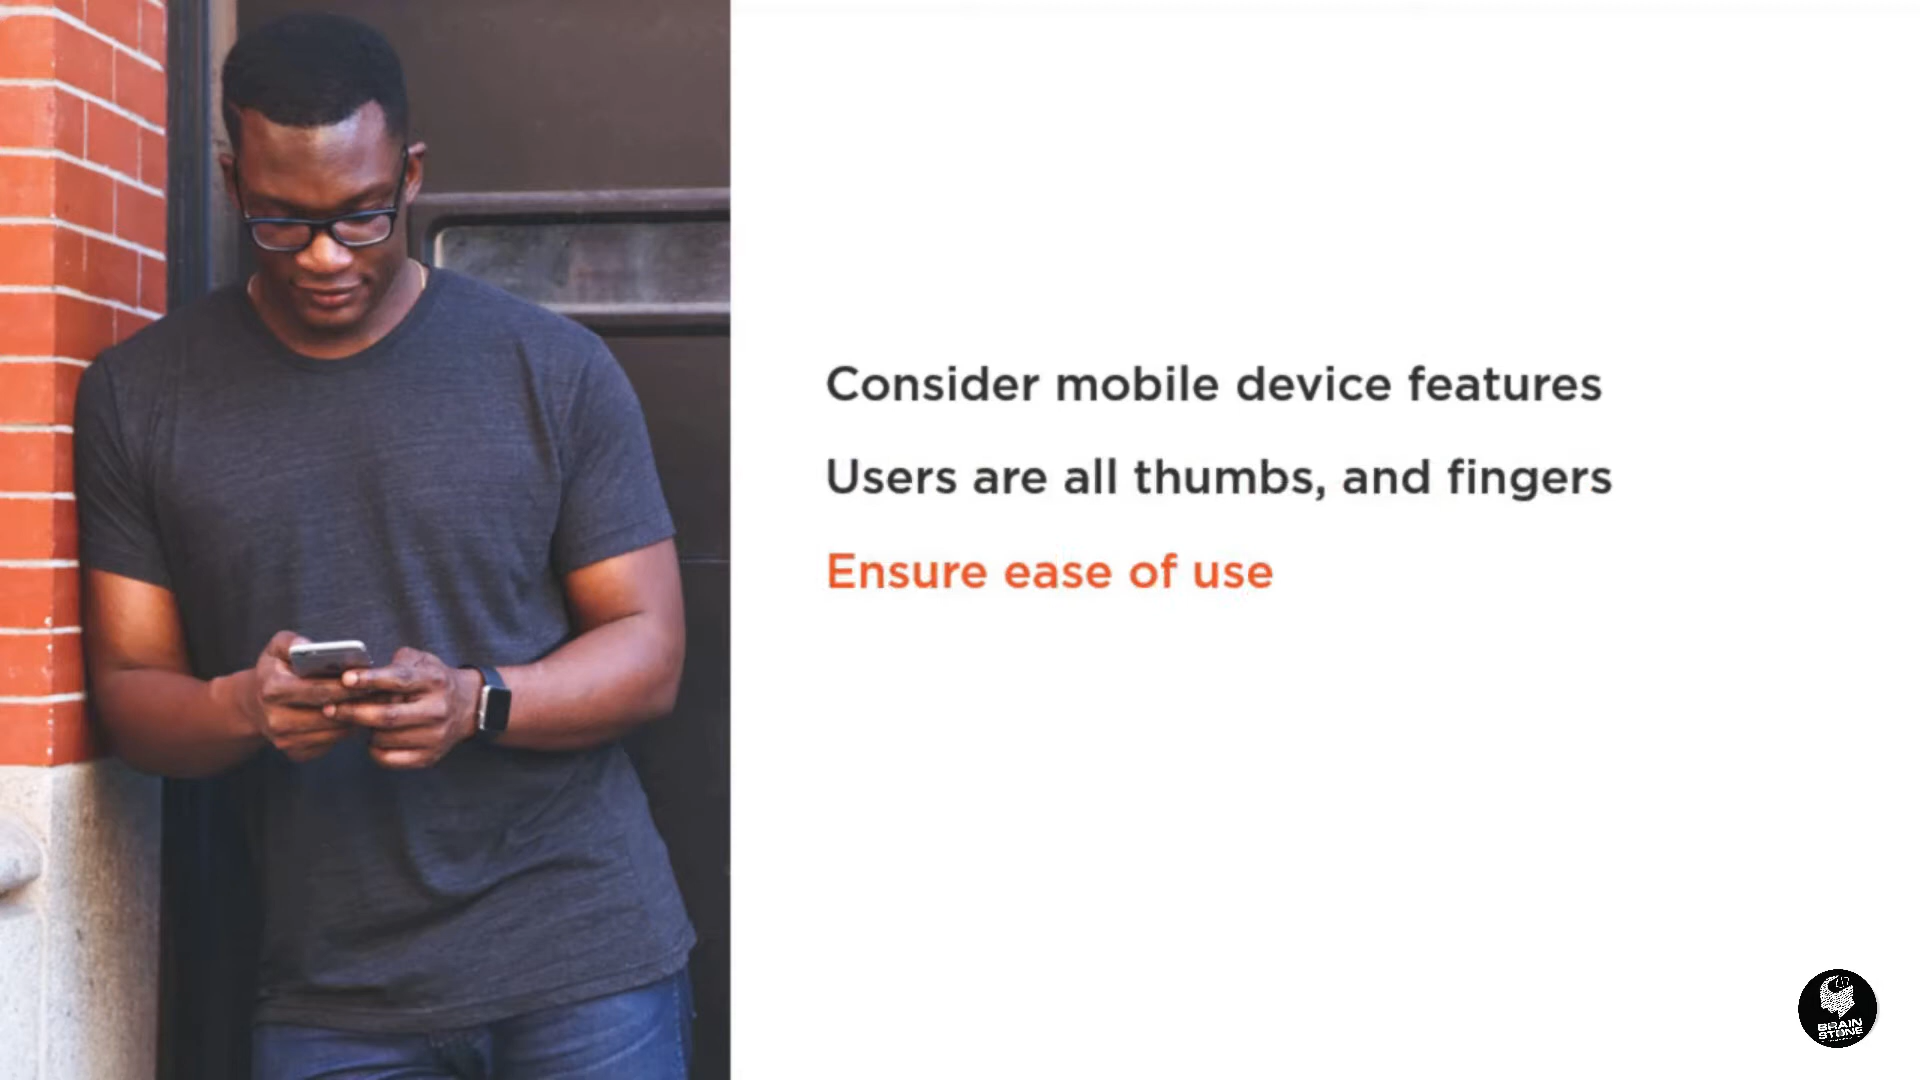 Consider mobile device features
Users are all thumbs, and fingers
Ensure ease of use
BRAIN
STONE